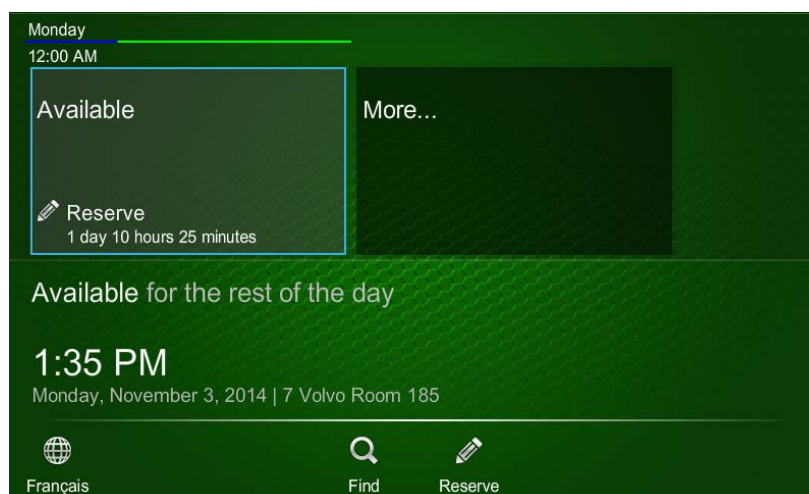 Monday
12:00 AM
Available
More...
Reserve
1 day 10 hours 25 minutes
Available for the rest of the day
1:35 PM
Monday, November 3, 2014 | 7 Volvo Room 185
Français
Find
Reserve